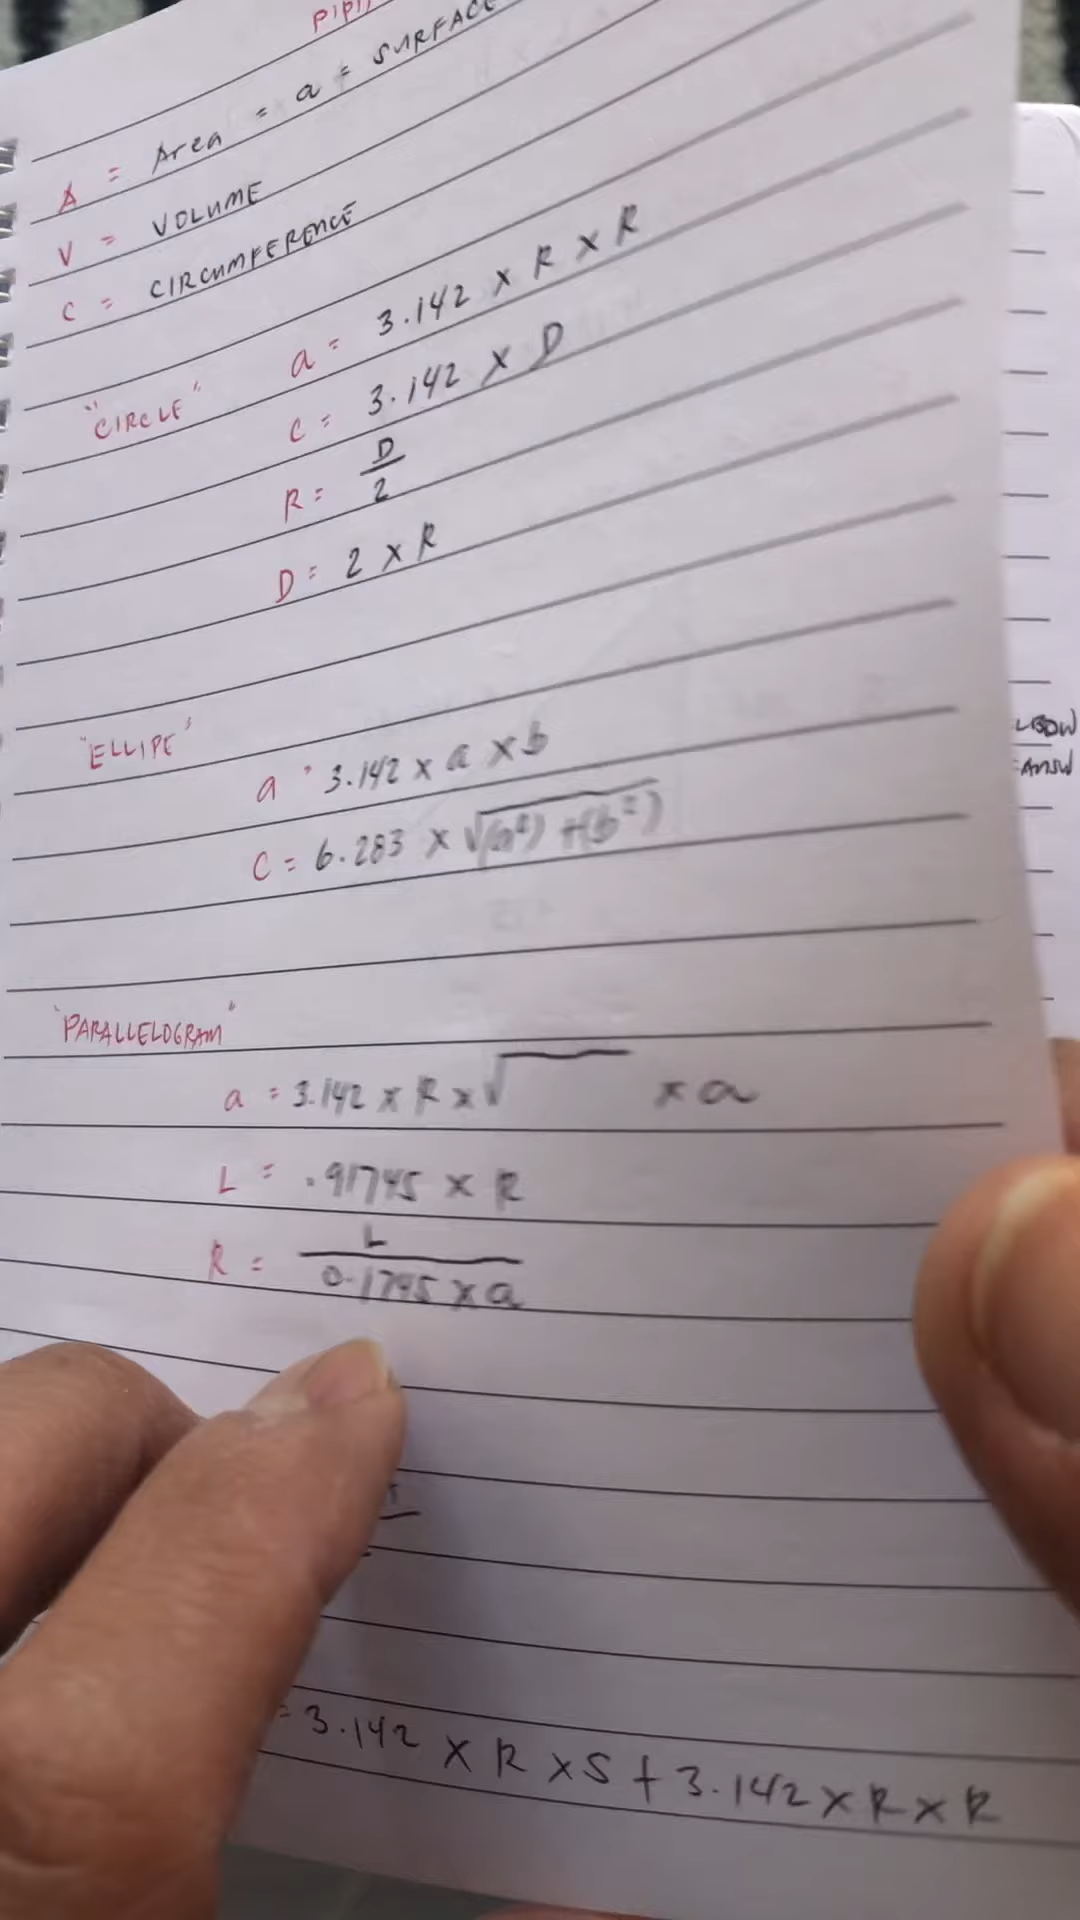 A = Area = a = SURFACE
V = VOLUME
C = CIRCUMFERENCE
"CIRCLE" a = 3.142 x R x R
C = 3.142 x D
R = D/2
D = 2 x R
"ELLIPE" a = 3.142 x a x b
C = 6.283 x √(a²) + (b²)
"PARALLELOGRAM"
a = 3.142 x R x √ x a
L = .91745 x R
R = L/0.1745 x a
= 3.142 x R x S + 3.142 x R x R
LBOW